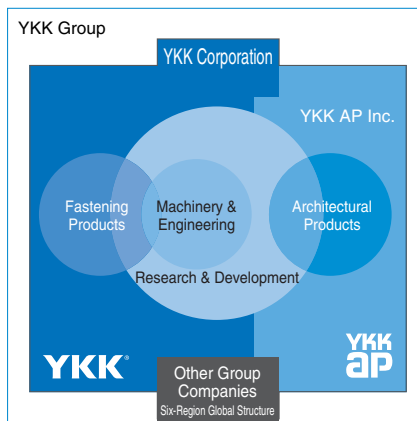 YKK Group
YKK Corporation
YKK AP Inc.
Fastening
Products
Machinery &
Engineering
Architectural
Products
Research & Development
YKK®
YKK
ap
Other Group
Companies
Six-Region Global Structure